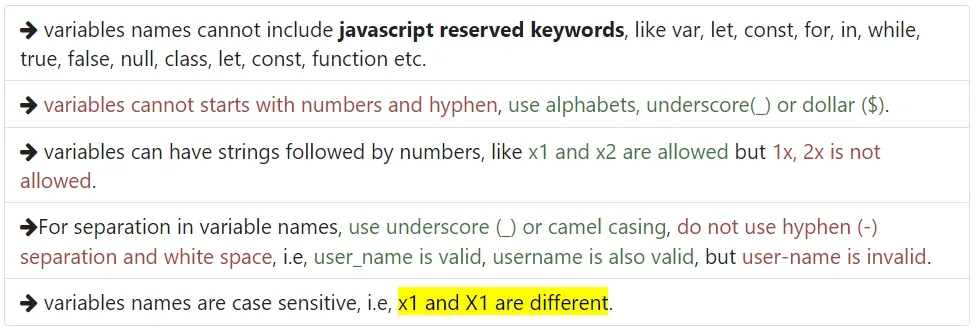 ➔ variables names cannot include javascript reserved keywords, like var, let, const, for, in, while,
true, false, null, class, let, const, function etc.
➔ variables cannot starts with numbers and hyphen, use alphabets, underscore(_) or dollar ($).
➔ variables can have strings followed by numbers, like x1 and x2 are allowed but 1x, 2x is not
allowed.
➔For separation in variable names, use underscore (_) or camel casing, do not use hyphen (-)
separation and white space, i.e, user_name is valid, username is also valid, but user-name is invalid.
➔ variables names are case sensitive, i.e, x1 and X1 are different.